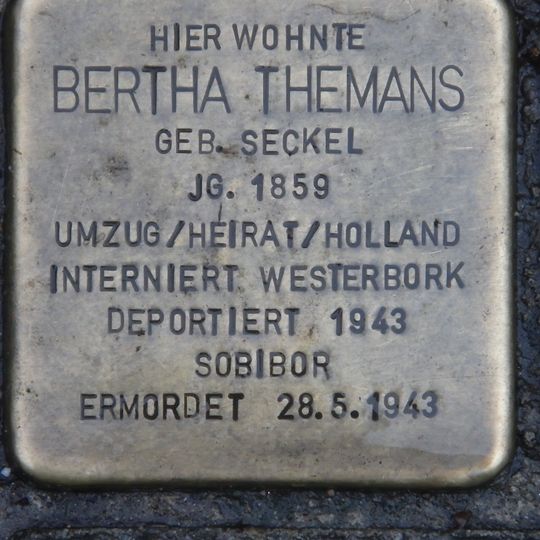 HIER WOHNTE
BERTHA THEMANS
GEB. SECKEL
JG. 1859
UMZUG/HEIRAT/HOLLAND
INTERNIERT WESTERBORK
DEPORTIERT 1943
SOBIBOR
ERMORDET 28.5.1943